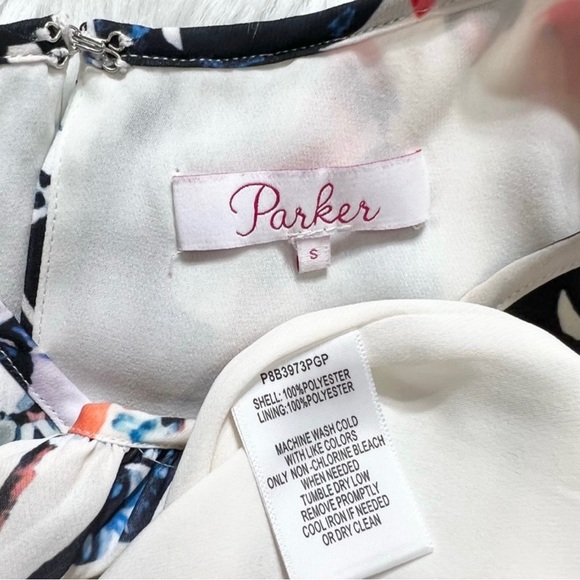 Parker
S
P8B3973PGP
SHELL: 100%POLYESTER
LINING:100%POLYESTER
MACHINE WASH COLD
WITH LIKE COLORS
ONLY NON -CHLORINE BLEACH
WHEN NEEDED
TUMBLE DRY LOW
REMOVE PROMPTLY
COOL IRON IF NEEDED
OR DRY CLEAN